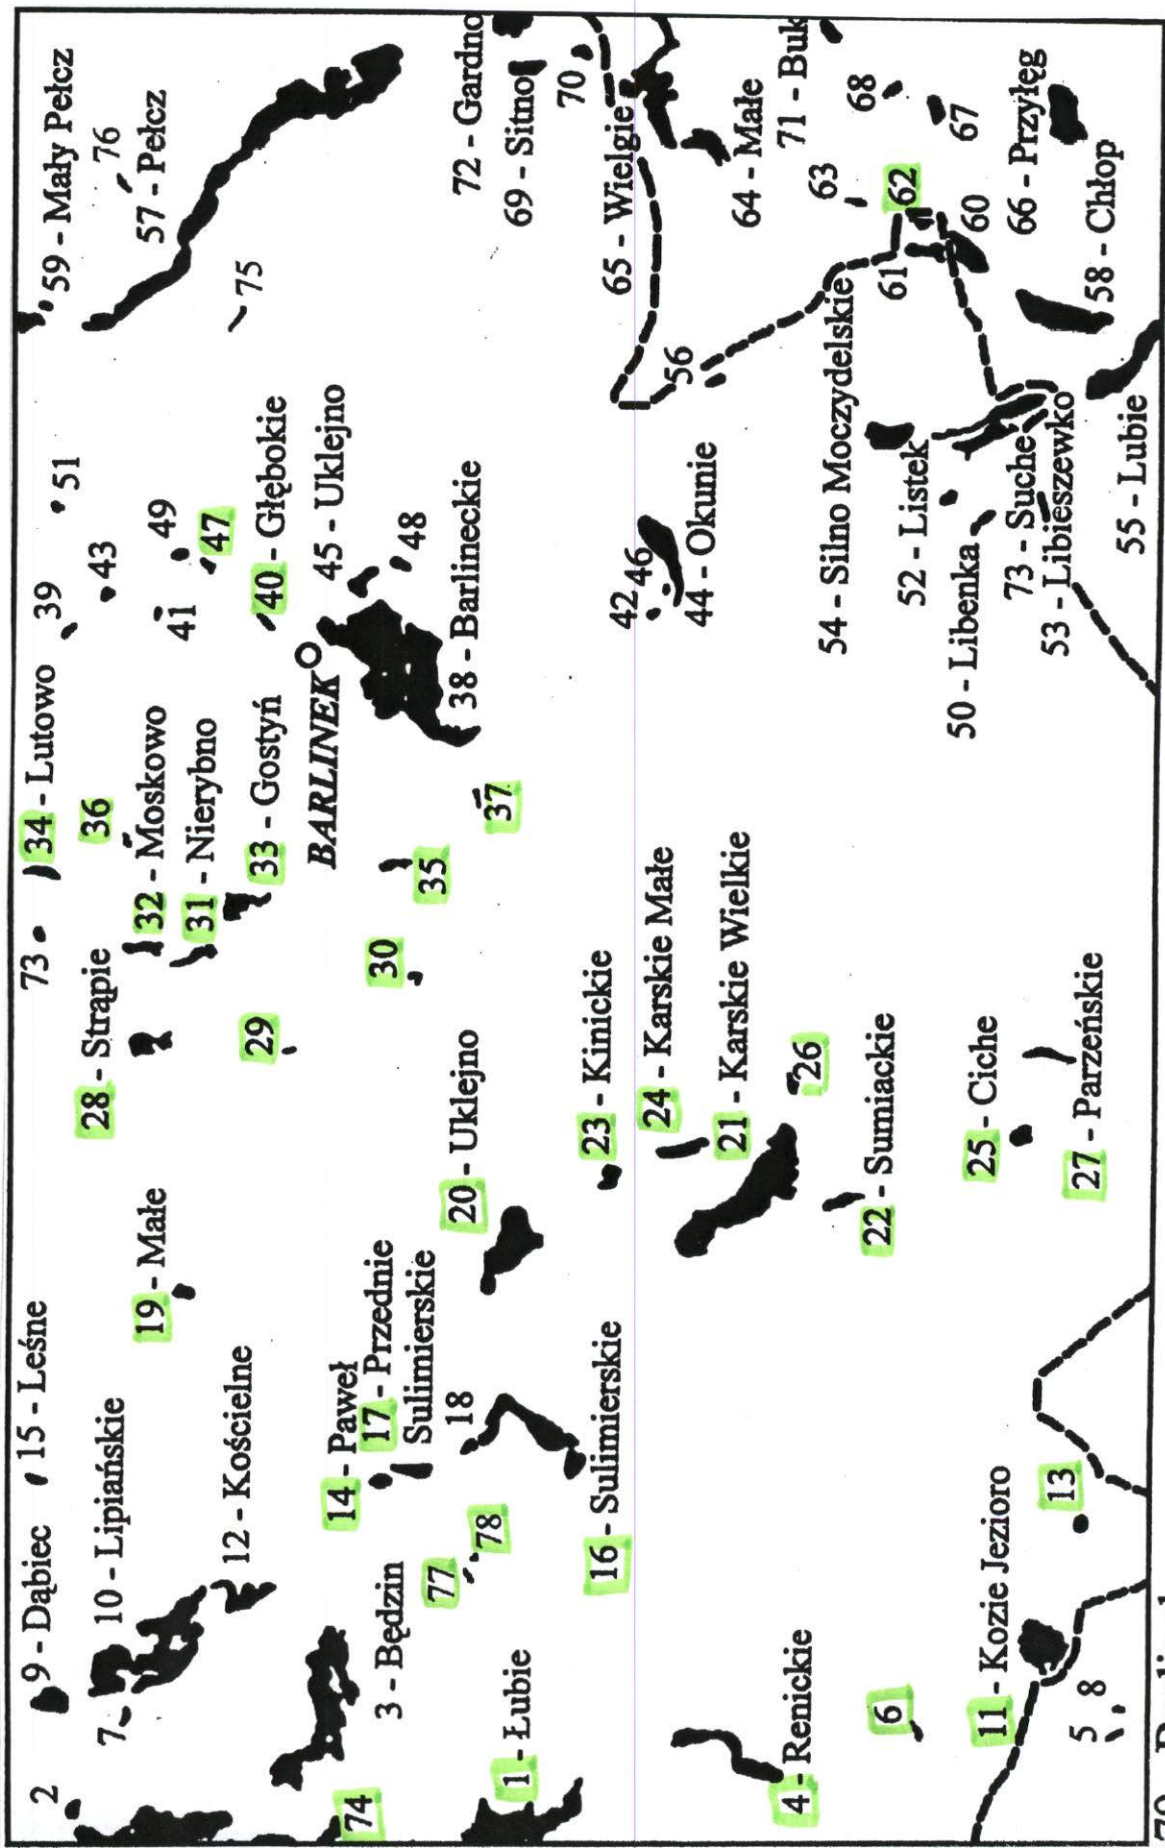 2
9 - Dąbiec
15 - Leśne
73
34 - Lutowo
39
51
59 - Mały Pełcz
7
10 - Lipiańskie
28 - Strąpie
36
43
76
19 - Małe
32 - Moskowo
41
49
57 - Pełcz
31 - Nierybno
47
12 - Kościelne
29
33 - Gostyń
40 - Głębokie
75
BARLINEK
45 - Uklejno
74
14 - Paweł
3 - Będzin
17 - Przednie
Sulimierskie
30
35
48
77
18
20 - Uklejno
38 - Barlineckie
72 - Gardno
78
37
1 - Łubie
69 - Sitno
70
16 - Sulimierskie
23 - Kinickie
42
46
65 - Wielgie
24 - Karskie Małe
56
44 - Okunie
21 - Karskie Wielkie
64 - Małe
4 - Renickie
26
71 - Buk
63
54 - Silno Moczydelskie
68
6
22 - Sumiackie
61
62
52 - Listek
50 - Libenka
67
60
11 - Kozie Jezioro
25 - Ciche
73 - Suche
66 - Przyłęg
13
53 - Libieszewko
5
8
27 - Parzeńskie
58 - Chłop
55 - Lubie